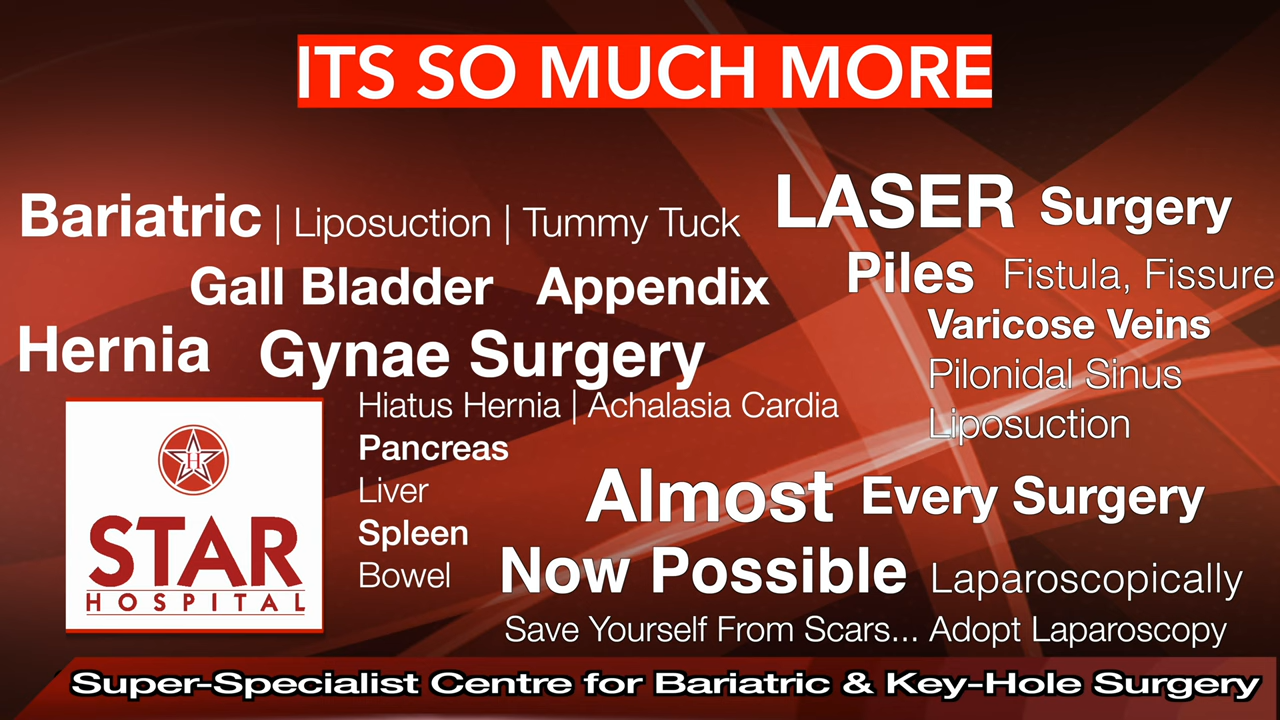 ITS SO MUCH MORE
Bariatric | Liposuction | Tummy Tuck
Gall Bladder Appendix
Hernia Gynae Surgery
Hiatus Hernia | Achalasia Cardia
Pancreas
Liver
Spleen
Bowel
LASER Surgery
Piles Fistula, Fissure
Varicose Veins
Pilonidal Sinus
Liposuction
Almost Every Surgery
Now Possible Laparoscopically
Save Yourself From Scars... Adopt Laparoscopy
H
STAR
HOSPITAL
Super-Specialist Centre for Bariatric & Key-Hole Surgery